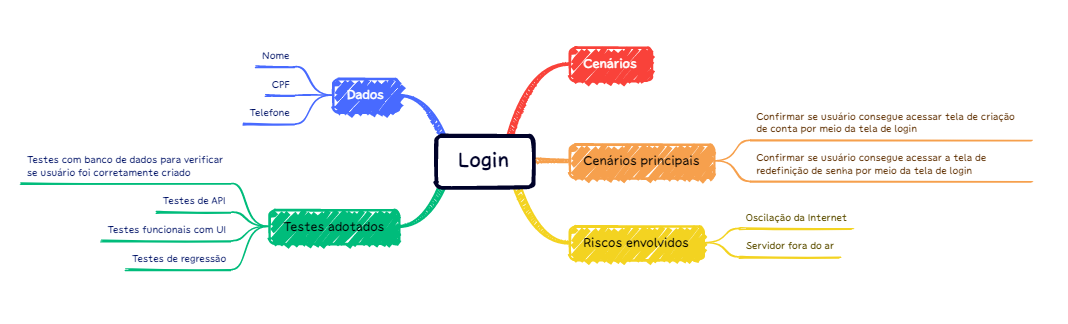 Login
Cenários
Cenários principais
Confirmar se usuário consegue acessar tela de criação
de conta por meio da tela de login
Confirmar se usuário consegue acessar a tela de
redefinição de senha por meio da tela de login
Riscos envolvidos
Oscilação da Internet
Servidor fora do ar
Dados
Nome
CPF
Telefone
Testes adotados
Testes com banco de dados para verificar
se usuário foi corretamente criado
Testes de API
Testes funcionais com UI
Testes de regressão